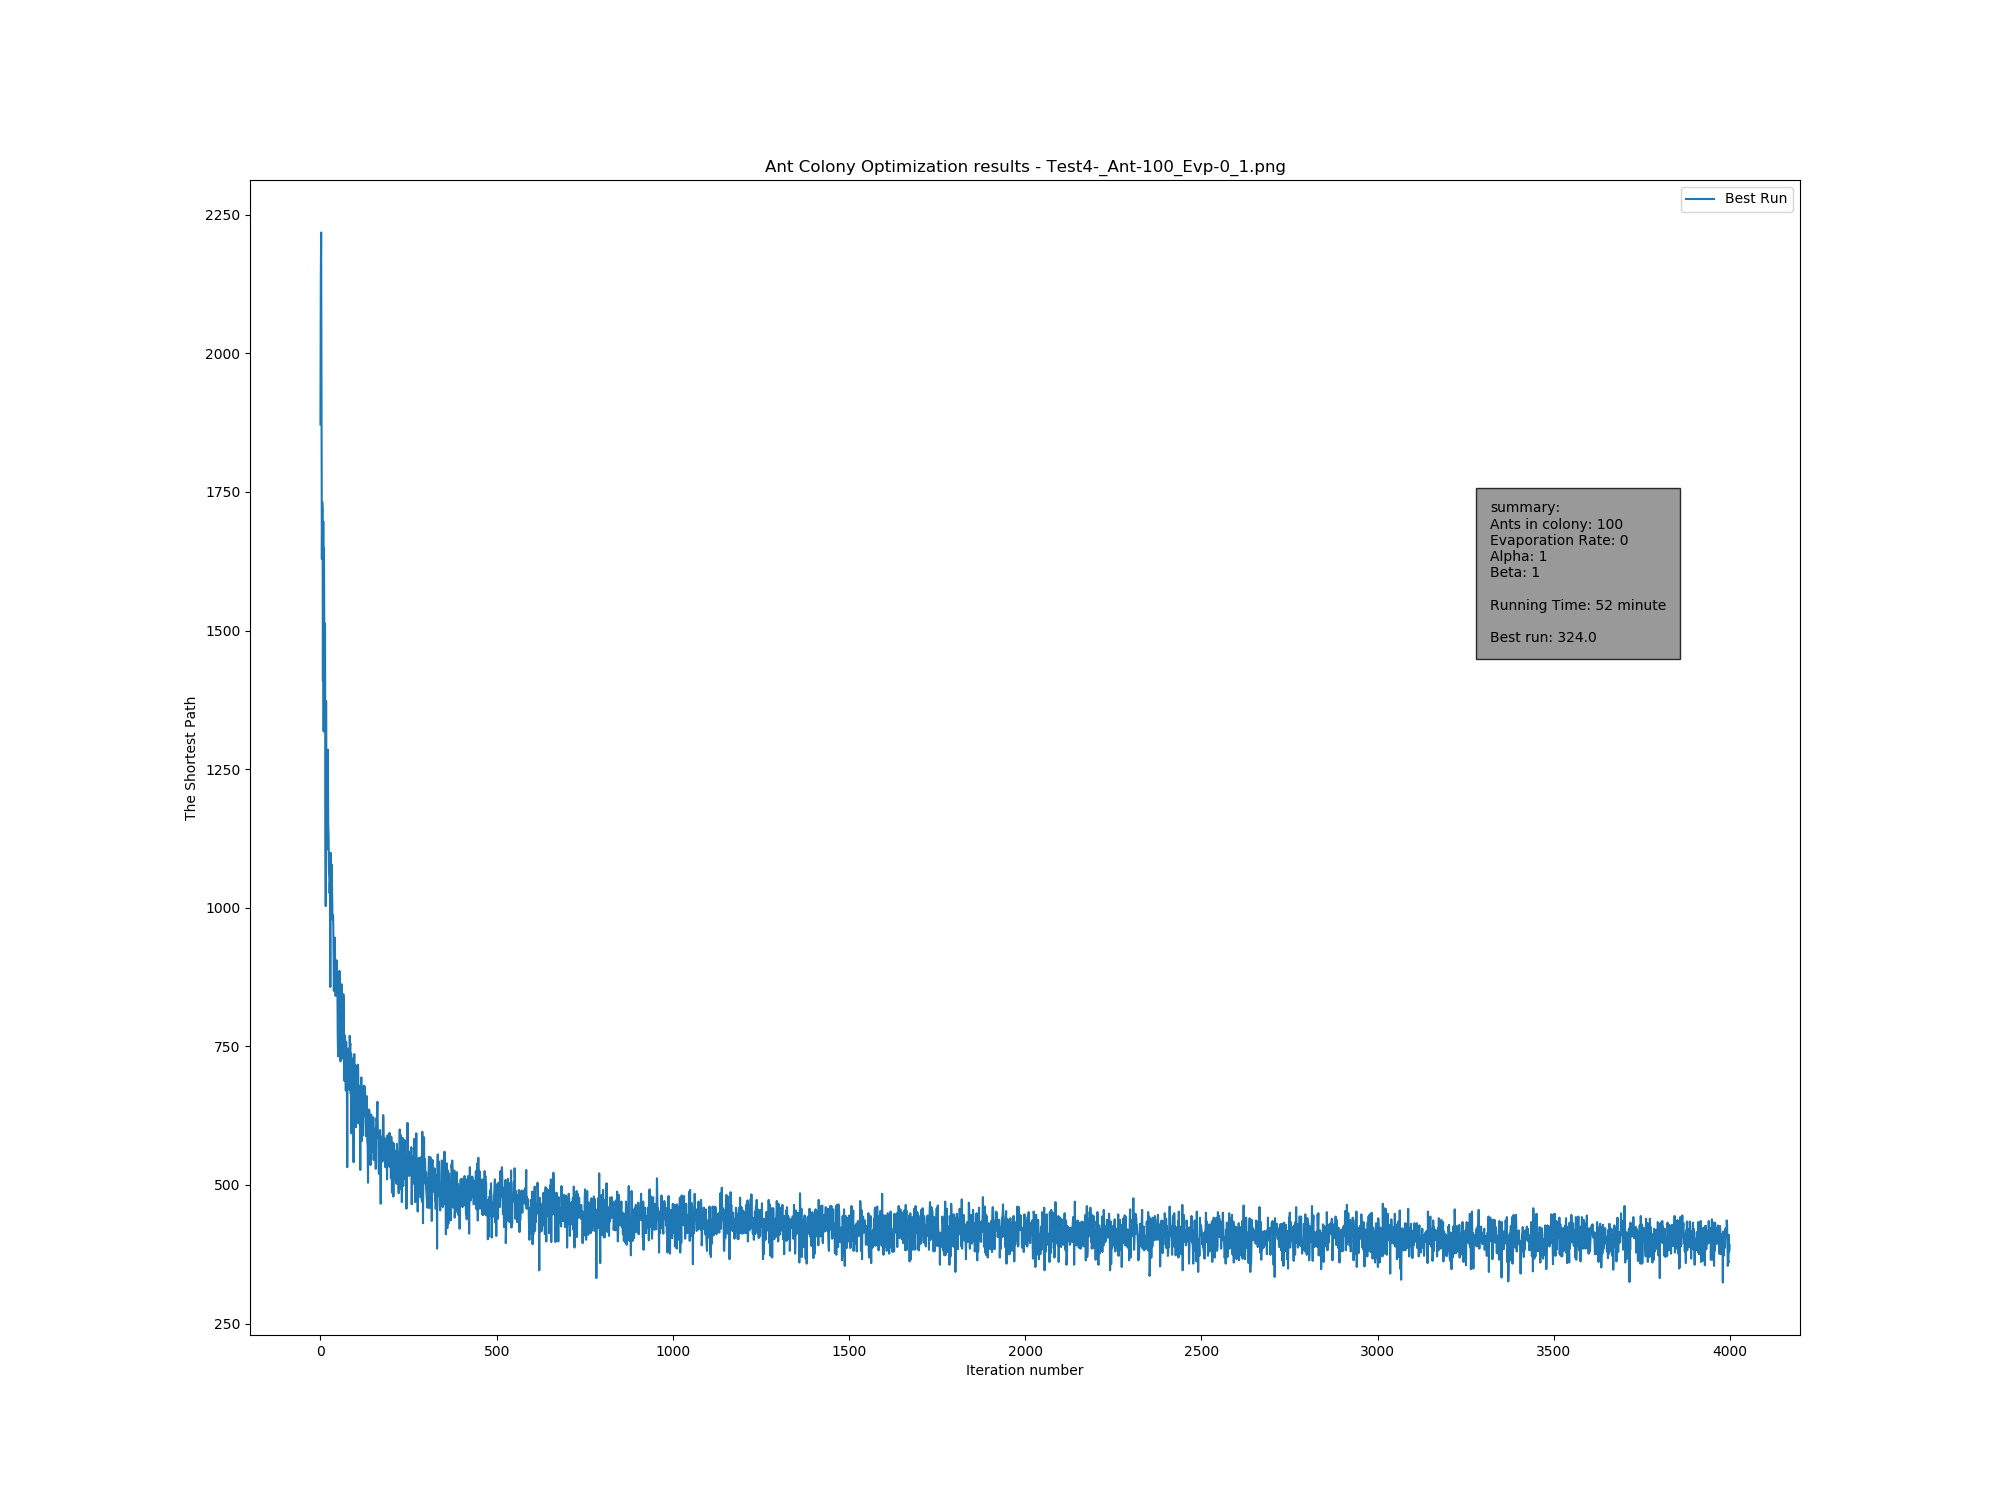 Ant Colony Optimization results - Test4-_Ant-100_Evp-0_1.png
Best Run
2250
2000
1750
1500
1250
1000
750
500
250
The Shortest Path
summary:
Ants in colony: 100
Evaporation Rate: 0
Alpha: 1
Beta: 1
Running Time: 52 minute
Best run: 324.0
0 500 1000 1500 2000 2500 3000 3500 4000
Iteration number